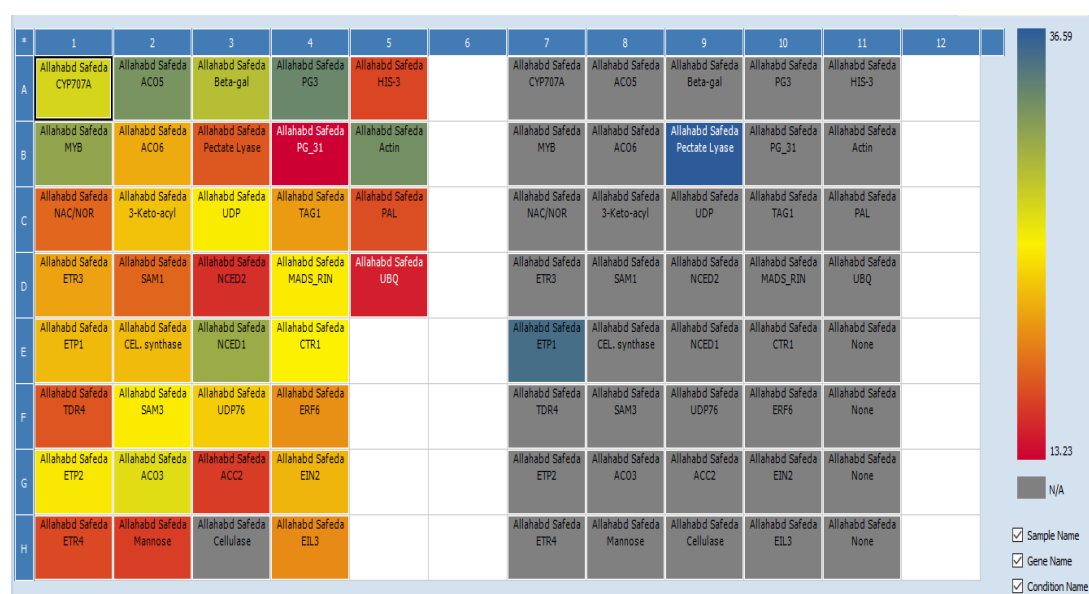 * 1 2 3 4 5 6 7 8 9 10 11 12
A
Allahabd Safeda Allahabd Safeda Allahabd Safeda Allahabd Safeda Allahabd Safeda Allahabd Safeda Allahabd Safeda Allahabd Safeda Allahabd Safeda Allahabd Safeda
CYP707A ACO5 Beta-gal PG3 HIS-3 CYP707A ACO5 Beta-gal PG3 HIS-3
B
Allahabd Safeda Allahabd Safeda Allahabd Safeda Allahabd Safeda Allahabd Safeda Allahabd Safeda Allahabd Safeda Allahabd Safeda Allahabd Safeda Allahabd Safeda
MYB ACO6 Pectate Lyase PG_31 Actin MYB ACO6 Pectate Lyase PG_31 Actin
C
Allahabd Safeda Allahabd Safeda Allahabd Safeda Allahabd Safeda Allahabd Safeda Allahabd Safeda Allahabd Safeda Allahabd Safeda Allahabd Safeda Allahabd Safeda
NAC/NOR 3-Keto-acyl UDP TAG1 PAL NAC/NOR 3-Keto-acyl UDP TAG1 PAL
D
Allahabd Safeda Allahabd Safeda Allahabd Safeda Allahabd Safeda Allahabd Safeda Allahabd Safeda Allahabd Safeda Allahabd Safeda Allahabd Safeda Allahabd Safeda
ETR3 SAM1 NCED2 MADS_RIN UBQ ETR3 SAM1 NCED2 MADS_RIN UBQ
E
Allahabd Safeda Allahabd Safeda Allahabd Safeda Allahabd Safeda Allahabd Safeda Allahabd Safeda Allahabd Safeda Allahabd Safeda Allahabd Safeda
ETP1 CEL. synthase NCED1 CTR1 ETP1 CEL. synthase NCED1 CTR1 None
F
Allahabd Safeda Allahabd Safeda Allahabd Safeda Allahabd Safeda Allahabd Safeda Allahabd Safeda Allahabd Safeda Allahabd Safeda Allahabd Safeda
TDR4 SAM3 UDP76 ERF6 TDR4 SAM3 UDP76 ERF6 None
G
Allahabd Safeda Allahabd Safeda Allahabd Safeda Allahabd Safeda Allahabd Safeda Allahabd Safeda Allahabd Safeda Allahabd Safeda Allahabd Safeda
ETP2 ACO3 ACC2 EIN2 ETP2 ACO3 ACC2 EIN2 None
H
Allahabd Safeda Allahabd Safeda Allahabd Safeda Allahabd Safeda Allahabd Safeda Allahabd Safeda Allahabd Safeda Allahabd Safeda Allahabd Safeda
ETR4 Mannose Cellulase EIL3 ETR4 Mannose Cellulase EIL3 None
36.59
13.23
N/A
Sample Name
Gene Name
Condition Name